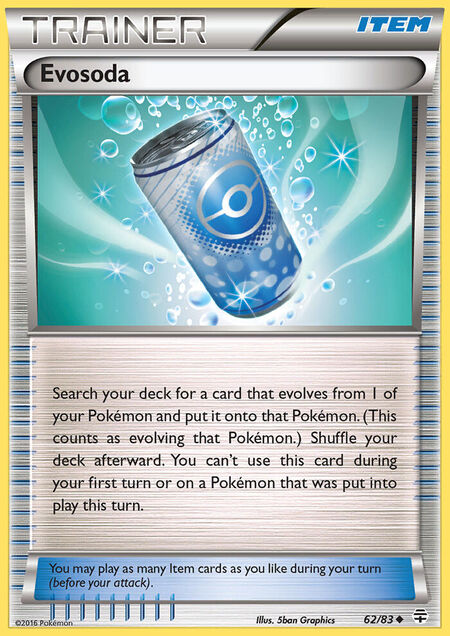 TRAINER
ITEM
Evosoda
Search your deck for a card that evolves from 1 of
your Pokémon and put it onto that Pokémon. (This
counts as evolving that Pokémon.) Shuffle your
deck afterward. You can't use this card during
your first turn or on a Pokémon that was put into
play this turn.
You may play as many Item cards as you like during your turn
(before your attack).
©2016 Pokémon
Illus. 5ban Graphics
62/83